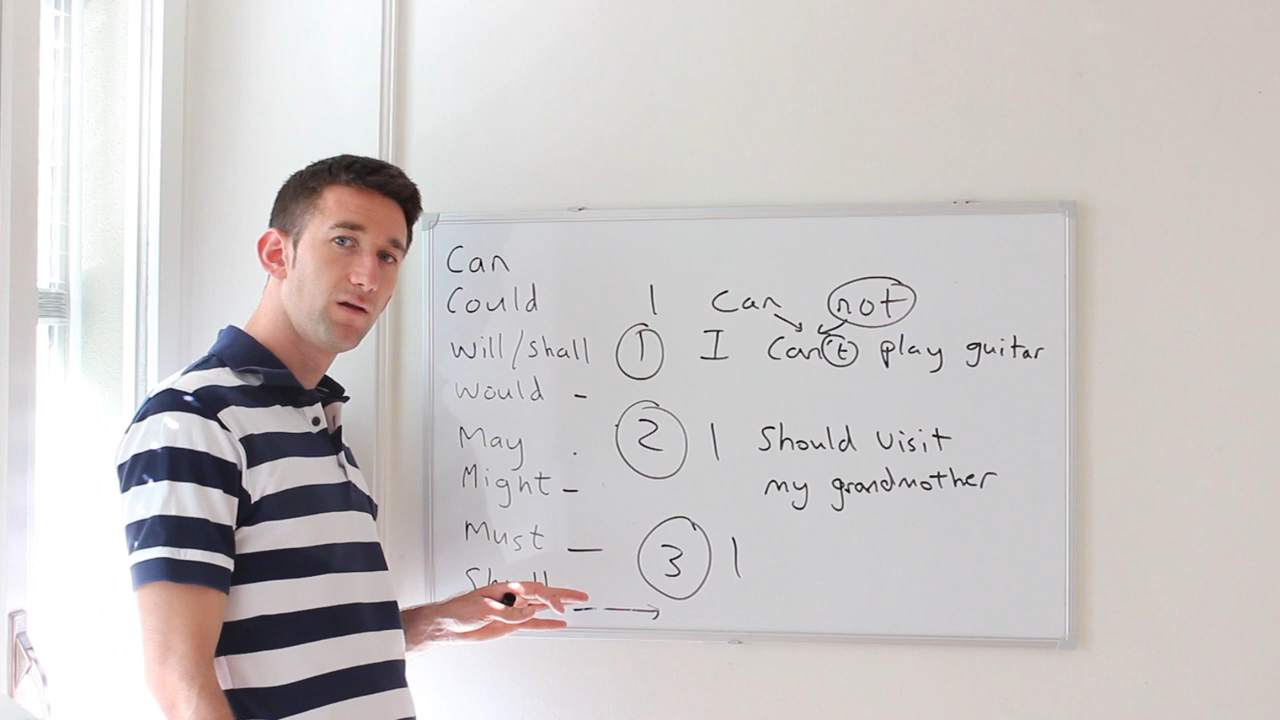 Can
Could
Will/shall
Would -
May .
Might -
Must —
Shall
I Can not
1 I Can't play guitar
2 I Should visit
my grandmother
3 I